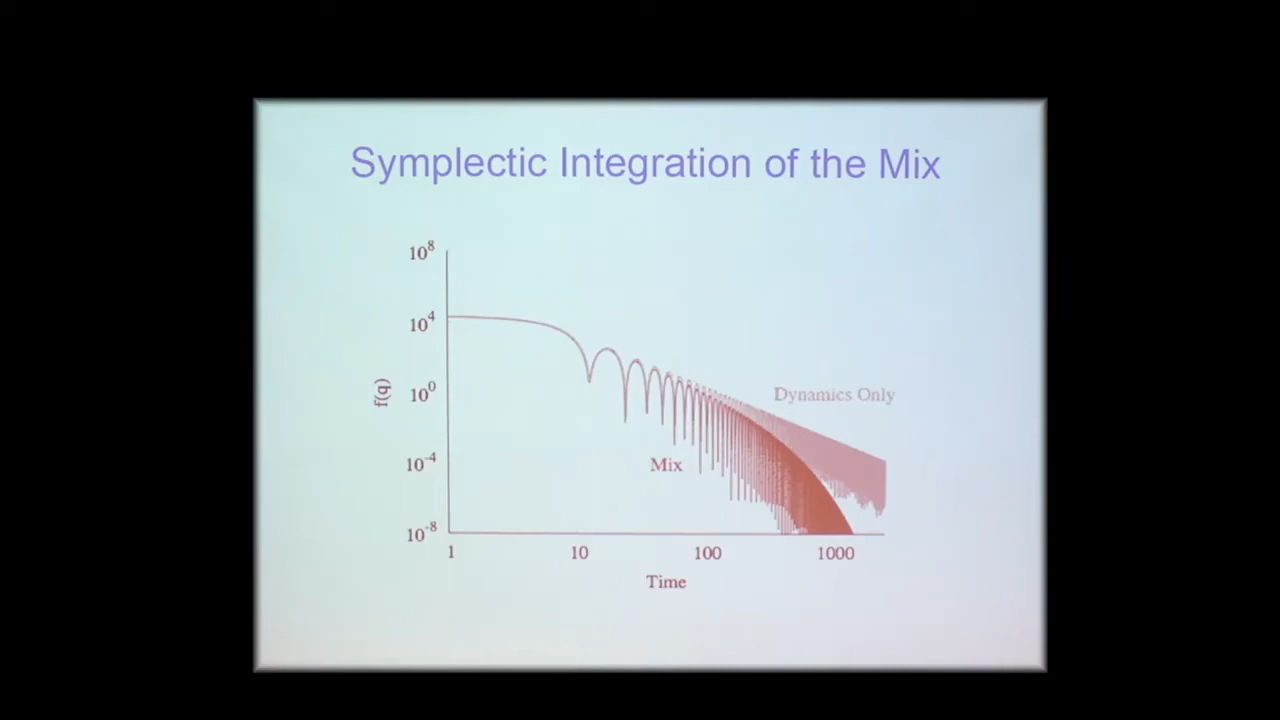 Symplectic Integration of the Mix
10⁸
10⁴
f(q)
10⁰
Dynamics Only
10⁻⁴
Mix
10⁻⁸
1
10
100
1000
Time